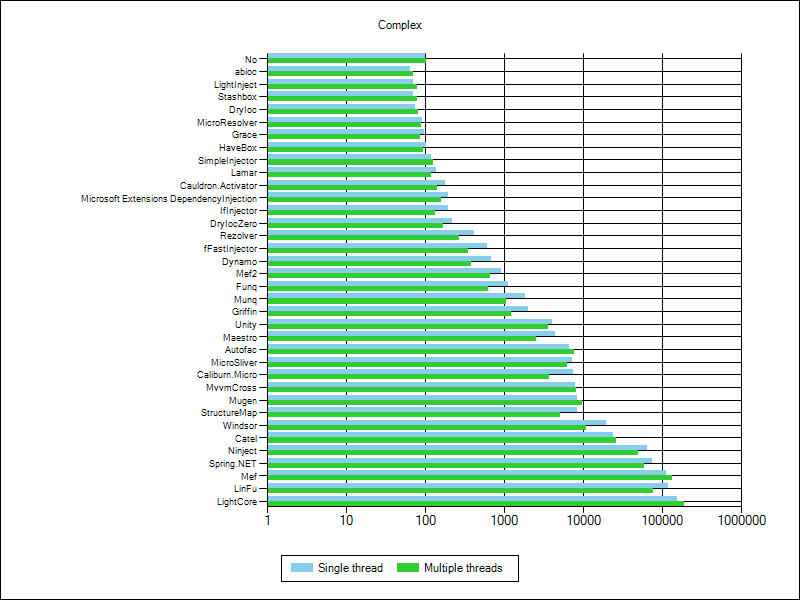 Complex
No
abioc
LightInject
Stashbox
DryIoc
MicroResolver
Grace
HaveBox
SimpleInjector
Lamar
Cauldron.Activator
Microsoft Extensions DependencyInjection
IfInjector
DryIocZero
Rezolver
fFastInjector
Dynamo
Mef2
Funq
Munq
Griffin
Unity
Maestro
Autofac
MicroSliver
Caliburn.Micro
MvvmCross
Mugen
StructureMap
Windsor
Catel
Ninject
Spring.NET
Mef
LinFu
LightCore
1 10 100 1000 10000 100000 1000000
Single thread Multiple threads